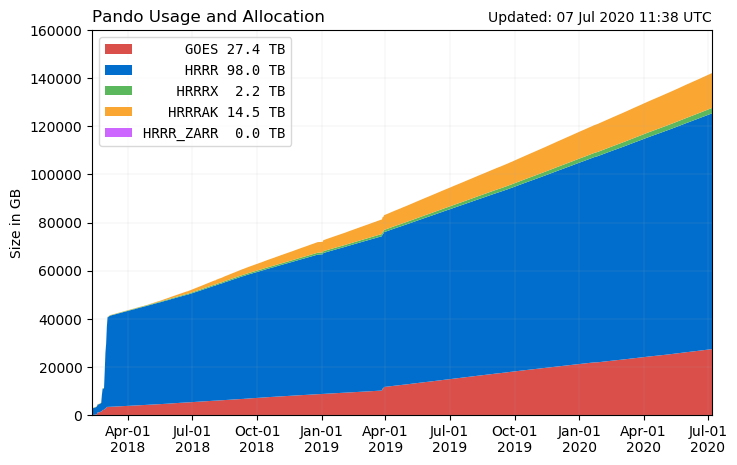 Pando Usage and Allocation
Updated: 07 Jul 2020 11:38 UTC
Size in GB
160000
140000
120000
100000
80000
60000
40000
20000
0
GOES 27.4 TB
HRRR 98.0 TB
HRRRX 2.2 TB
HRRRAK 14.5 TB
HRRR_ZARR 0.0 TB
Apr-01 2018
Jul-01 2018
Oct-01 2018
Jan-01 2019
Apr-01 2019
Jul-01 2019
Oct-01 2019
Jan-01 2020
Apr-01 2020
Jul-01 2020